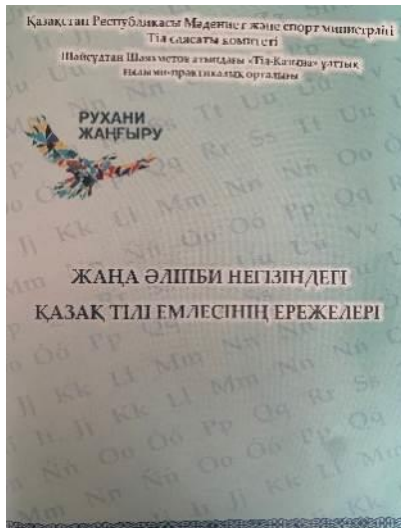 Қазақстан Республикасы Мәдениет және спорт министрлігі
Тіл саясаты комитеті
Шайсұлтан Шаяхметов атындағы «Тіл-Қазына» ұлттық
ғылыми-практикалық орталығы
РУХАНИ
ЖАҢҒЫРУ
ЖАҢА ӘЛІПБИ НЕГІЗІНДЕГІ
ҚАЗАҚ ТІЛІ ЕМЛЕСІНІҢ ЕРЕЖЕЛЕРІ